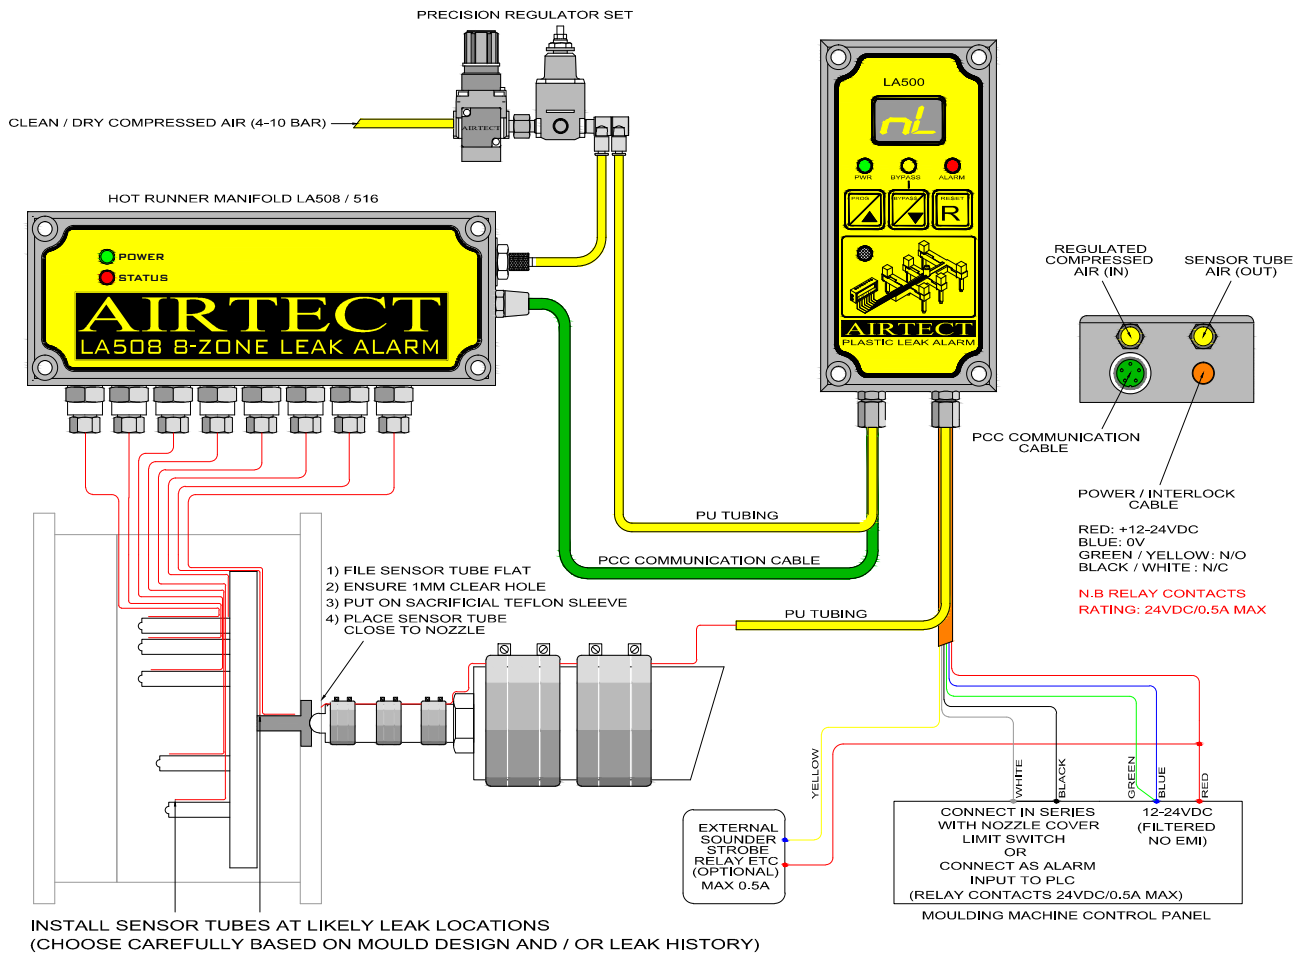 PRECISION REGULATOR SET
CLEAN / DRY COMPRESSED AIR (4-10 BAR)
AIRTECT
HOT RUNNER MANIFOLD LA508 / 516
POWER
STATUS
AIRTECT
LA508 8-ZONE LEAK ALARM
LA500
nL
PWR
BYPASS
ALARM
PROG
BYPASS
RESET
R
AIRTECT
PLASTIC LEAK ALARM
REGULATED
COMPRESSED
AIR (IN)
SENSOR TUBE
AIR (OUT)
PCC COMMUNICATION
CABLE
POWER / INTERLOCK
CABLE
RED: +12-24VDC
BLUE: 0V
GREEN / YELLOW: N/O
BLACK / WHITE : N/C
N.B RELAY CONTACTS
RATING: 24VDC/0.5A MAX
PU TUBING
PCC COMMUNICATION CABLE
1) FILE SENSOR TUBE FLAT
2) ENSURE 1MM CLEAR HOLE
3) PUT ON SACRIFICIAL TEFLON SLEEVE
4) PLACE SENSOR TUBE
CLOSE TO NOZZLE
PU TUBING
YELLOW
WHITE
BLACK
GREEN
BLUE
RED
EXTERNAL
SOUNDER
STROBE
RELAY ETC
(OPTIONAL)
MAX 0.5A
CONNECT IN SERIES
WITH NOZZLE COVER
LIMIT SWITCH
OR
CONNECT AS ALARM
INPUT TO PLC
(RELAY CONTACTS 24VDC/0.5A MAX)
12-24VDC
(FILTERED
NO EMI)
MOULDING MACHINE CONTROL PANEL
INSTALL SENSOR TUBES AT LIKELY LEAK LOCATIONS
(CHOOSE CAREFULLY BASED ON MOULD DESIGN AND / OR LEAK HISTORY)